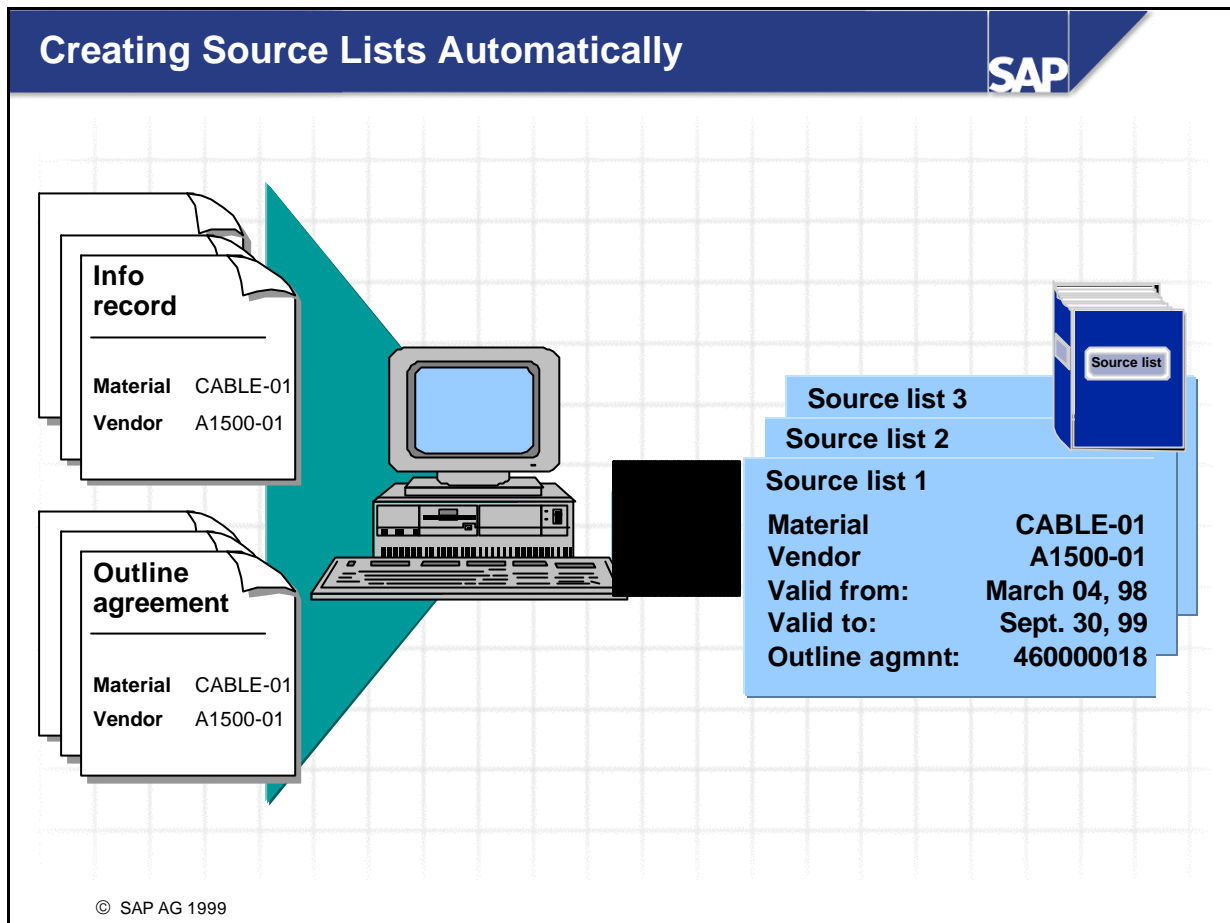 Creating Source Lists Automatically
SAP
Info
record
Material CABLE-01
Vendor A1500-01
Outline
agreement
Material CABLE-01
Vendor A1500-01
Source list
Source list 3
Source list 2
Source list 1
Material CABLE-01
Vendor A1500-01
Valid from: March 04, 98
Valid to: Sept. 30, 99
Outline agmnt: 460000018
© SAP AG 1999